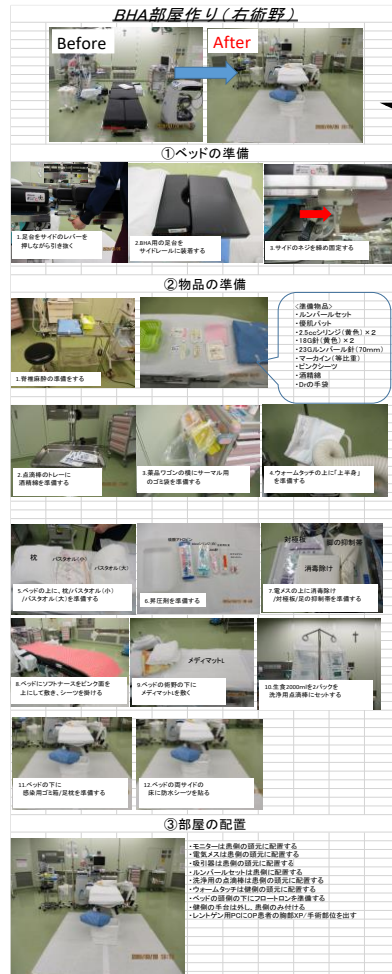 BHA部屋作り(右術野)
Before
After
①ベッドの準備
1.足台をサイドのレバーを
押しながら引き抜く
2.BHA用の足台を
サイドレールに装着する
3.サイドのネジを締め固定する
②物品の準備
1.脊椎麻酔の準備をする
<準備物品>
・ルンバールセット
・優肌パット
・2.5ccシリンジ(黄色)×2
・18G針(黄色)×2
・23Gルンバール針(70mm)
・マーカイン(等比重)
・ピンクシーツ
・酒精綿
・Drの手袋
2.点滴棒のトレーに
酒精綿を準備する
3.薬品ワゴンの横にサーマル用
のゴミ袋を準備する
4.ウォームタッチの上に「上半身」
を準備する
枕
バスタオル(小)
バスタオル(大)
5.ベッドの上に、枕/バスタオル(小)
/バスタオル(大)を準備する
6.昇圧剤を準備する
対極板
足の抑制帯
消毒除け
7.電メスの上に消毒除け
/対極板/足の抑制帯を準備する
8.ベッドにソフトナースをピンク面を
上にして敷き、シーツを掛ける
メディマットL
9.ベッドの術野の下に
メディマットLを敷く
10.生食2000mlを2パックを
洗浄用点滴棒にセットする
11.ベッドの下に
感染用ゴミ箱/足枕を準備する
12.ベッドの両サイドの
床に防水シーツを貼る
③部屋の配置
・モニターは患側の頭元に配置する
・電気メスは患側の頭元に配置する
・吸引器は患側の頭元に配置する
・ルンバールセットは患側の頭元に配置する
・洗浄用の点滴棒は患側の頭元に配置する
・ウォームタッチは健側の頭元に配置する
・ベッドの頭側の下にフロートロンを準備する
・健側の手台は外し、患側のみ付ける
・レントゲン用PCにOP患者の胸部XP/手術部位を出す